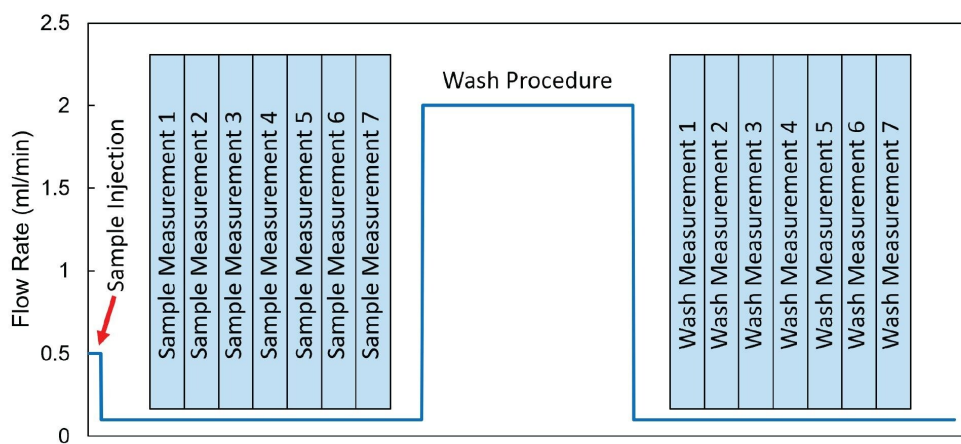 2.5
2
1.5
1
0.5
0
Flow Rate (ml/min)
Sample Injection
Sample Measurement 1
Sample Measurement 2
Sample Measurement 3
Sample Measurement 4
Sample Measurement 5
Sample Measurement 6
Sample Measurement 7
Wash Procedure
Wash Measurement 1
Wash Measurement 2
Wash Measurement 3
Wash Measurement 4
Wash Measurement 5
Wash Measurement 6
Wash Measurement 7